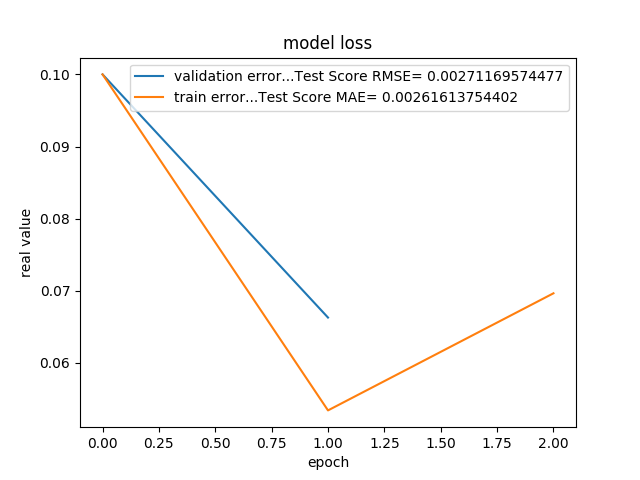 model loss
validation error...Test Score RMSE= 0.00271169574477
train error...Test Score MAE= 0.00261613754402
0.10
0.09
0.08
0.07
0.06
real value
0.00 0.25 0.50 0.75 1.00 1.25 1.50 1.75 2.00
epoch